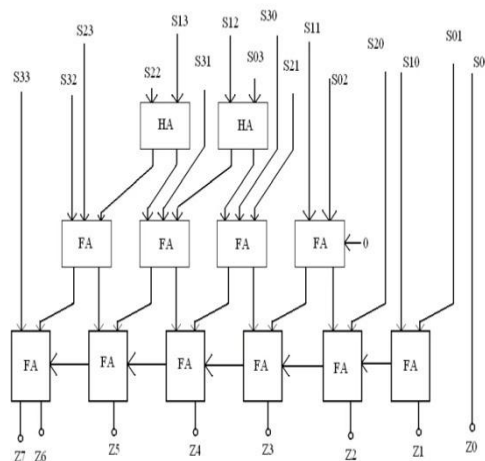 S30
S13 S12 S11
S23 S20 S01
S22 S31 S03 S21 S02 S10 S0
S33 S32
HA HA
FA FA FA FA 0
FA FA FA FA FA FA
Z7 Z6 Z5 Z4 Z3 Z2 Z1 Z0